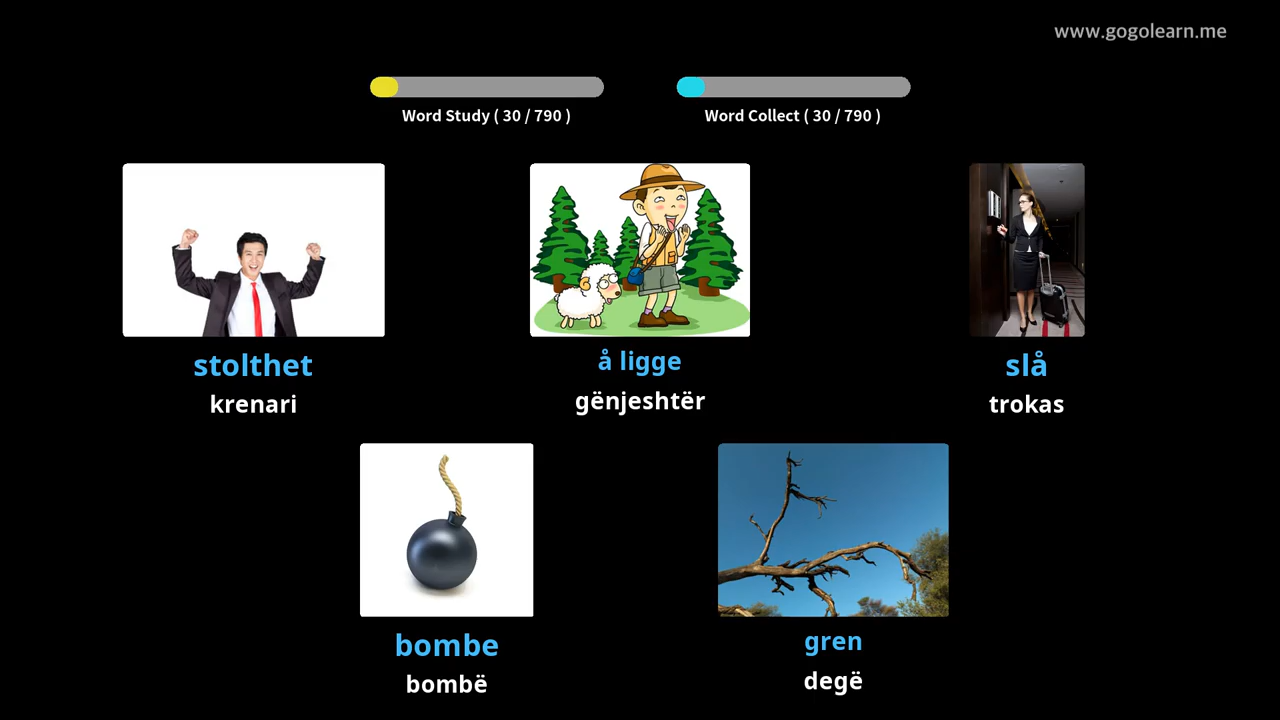 www.gogolearn.me
Word Study ( 30 / 790 )
Word Collect ( 30 / 790 )
stolthet
krenari
å ligge
gënjeshtër
slå
trokas
bombe
bombë
gren
degë